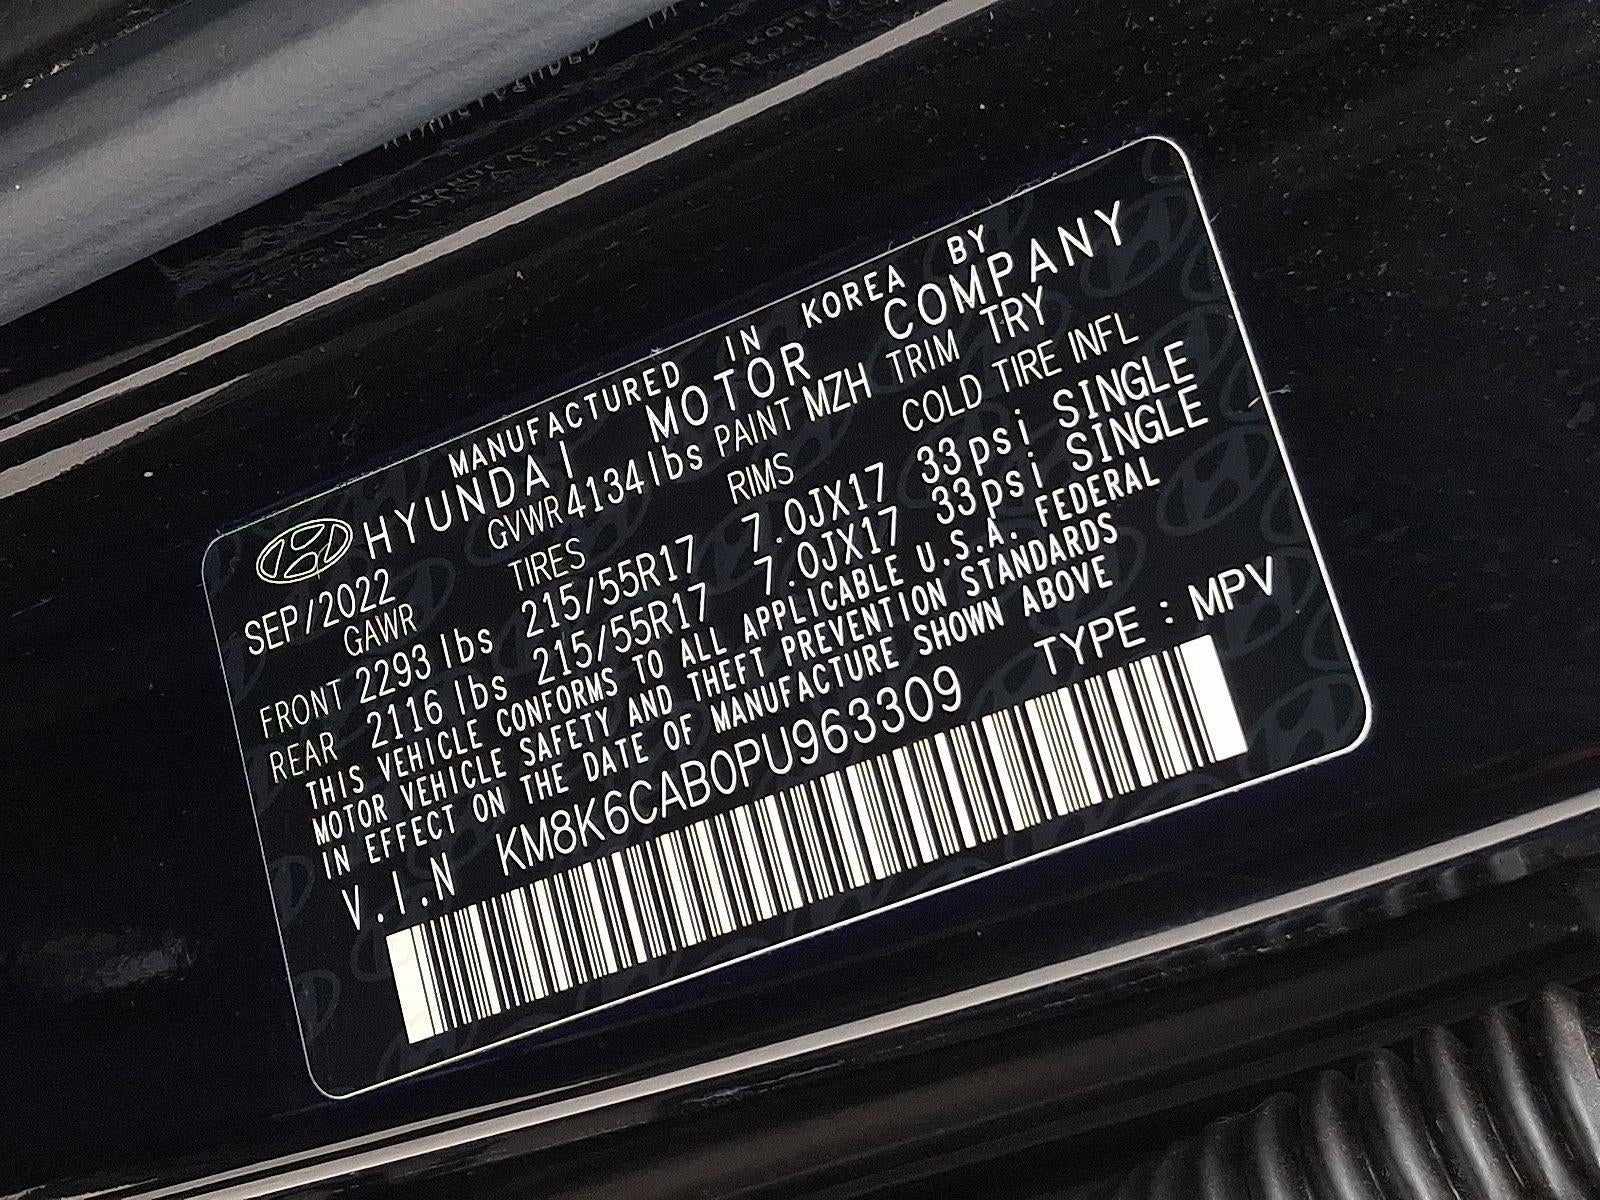 MANUFACTURED IN KOREA BY
HYUNDAI MOTOR COMPANY
SEP/2022 GVWR 4134 lbs PAINT MZH TRIM TRY
GAWR TIRES RIMS COLD TIRE INFL
FRONT 2293 lbs 215/55R17 7.0JX17 33psi SINGLE
REAR 2116 lbs 215/55R17 7.0JX17 33psi SINGLE
THIS VEHICLE CONFORMS TO ALL APPLICABLE U.S.A. FEDERAL
MOTOR VEHICLE SAFETY AND THEFT PREVENTION STANDARDS
IN EFFECT ON THE DATE OF MANUFACTURE SHOWN ABOVE
V.I.N KM8K6CAB0PU963309 TYPE : MPV